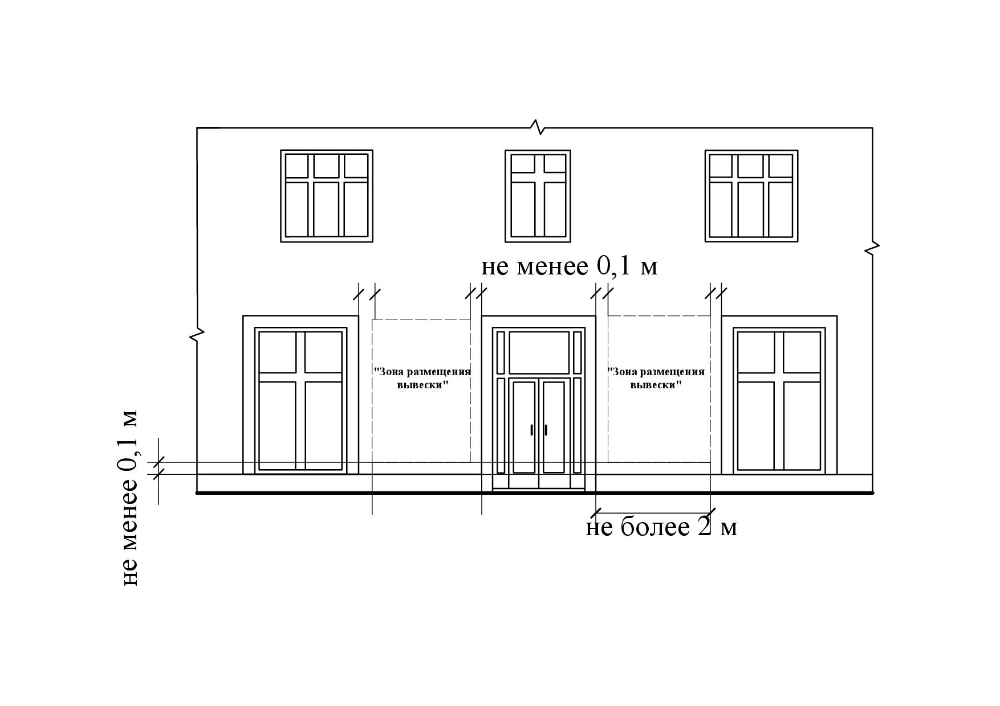 не менее 0,1 м
"Зона размещения
вывески"
"Зона размещения
вывески"
не менее 0,1 м
не более 2 м